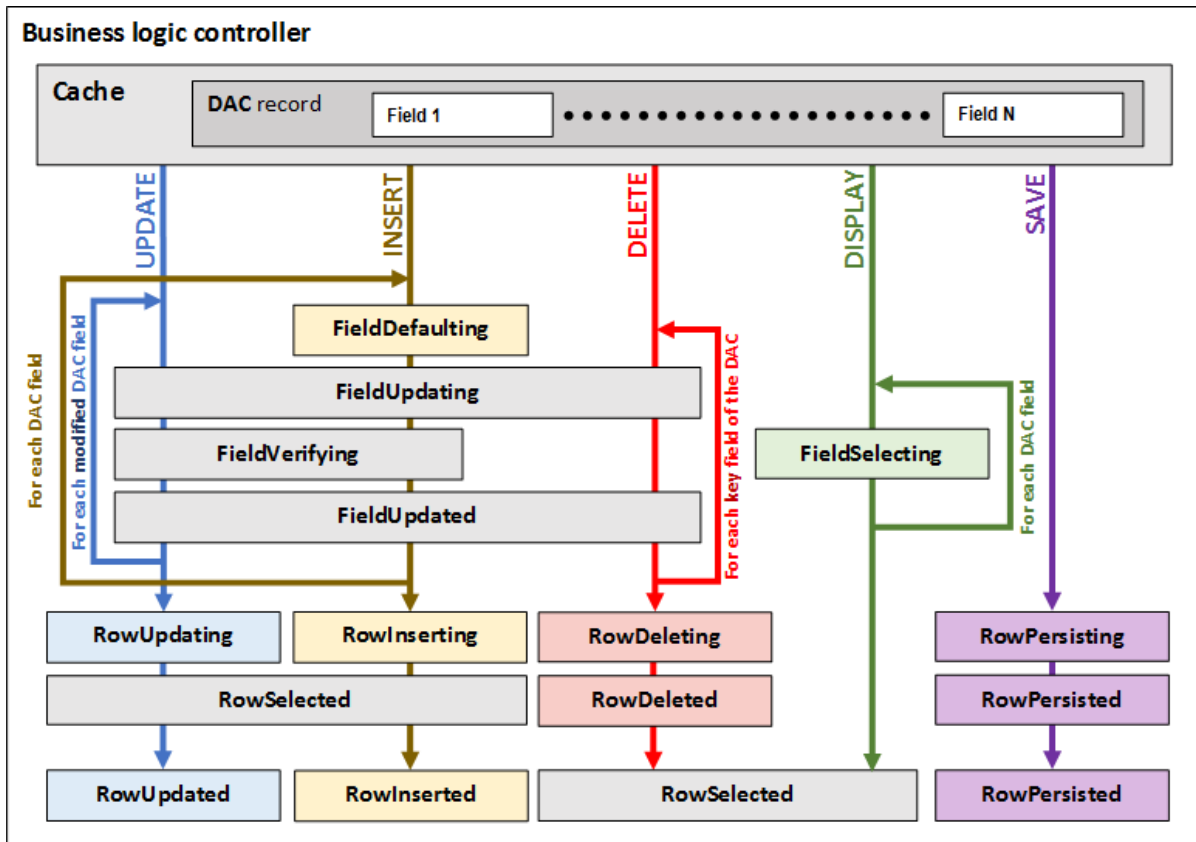 Business logic controller
Cache
DAC record
Field 1
Field N
UPDATE
INSERT
DELETE
DISPLAY
SAVE
For each DAC field
For each modified DAC field
FieldDefaulting
FieldUpdating
FieldVerifying
FieldUpdated
For each key field of the DAC
FieldSelecting
For each DAC field
RowUpdating
RowInserting
RowDeleting
RowPersisting
RowSelected
RowDeleted
RowPersisted
RowUpdated
RowInserted
RowSelected
RowPersisted